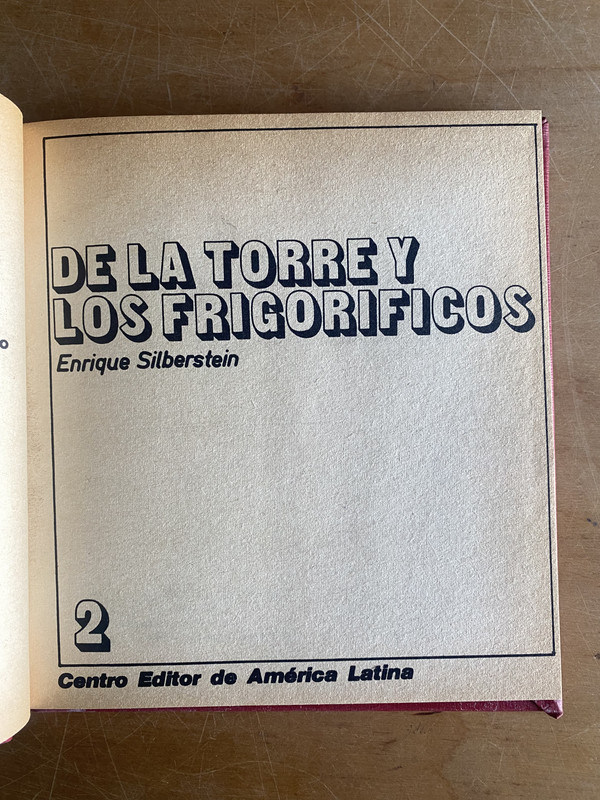 DE LA TORRE Y
LOS FRIGORIFICOS
Enrique Silberstein
2
Centro Editor de América Latina